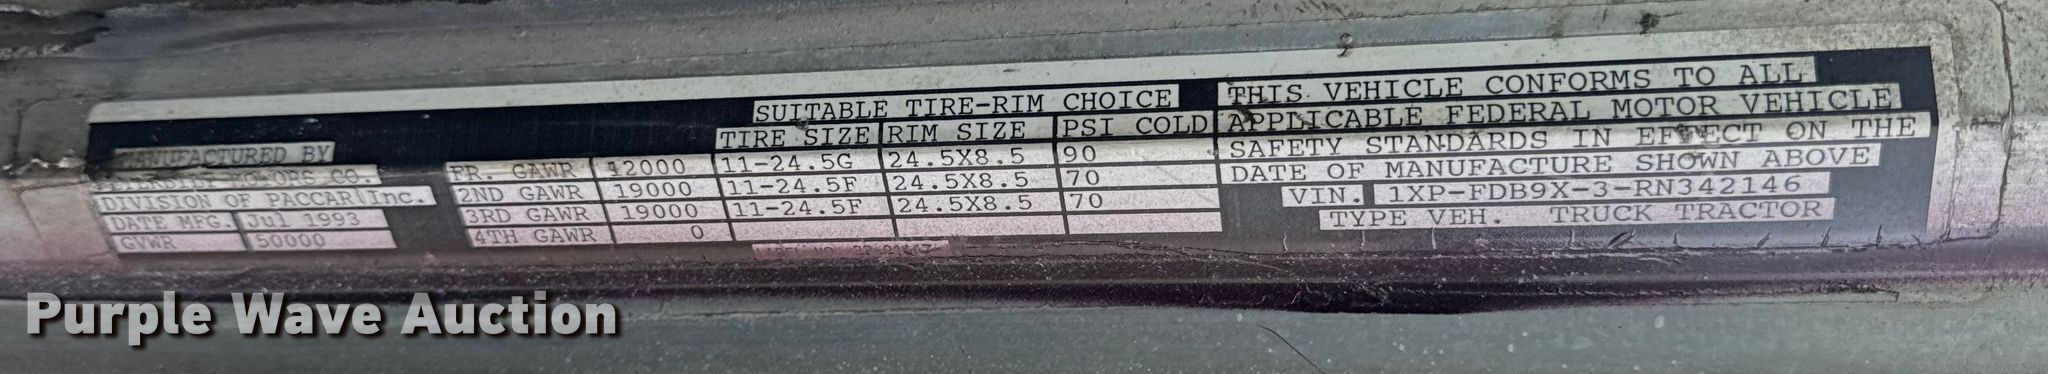 SUITABLE TIRE-RIM CHOICE
TIRE SIZE RIM SIZE PSI COLD
MANUFACTURED BY
MOTORS CO.
DIVISION OF PACCAR Inc.
DATE MFG. Jul 1993
GVWR 50000
FR. GAWR 12000 11-24.5G 24.5X8.5 90
2ND GAWR 19000 11-24.5F 24.5X8.5 70
3RD GAWR 19000 11-24.5F 24.5X8.5 70
4TH GAWR 0
THIS VEHICLE CONFORMS TO ALL
APPLICABLE FEDERAL MOTOR VEHICLE
SAFETY STANDARDS IN EFFECT ON THE
DATE OF MANUFACTURE SHOWN ABOVE
VIN. 1XP-FDB9X-3-RN342146
TYPE VEH. TRUCK TRACTOR
Purple Wave Auction